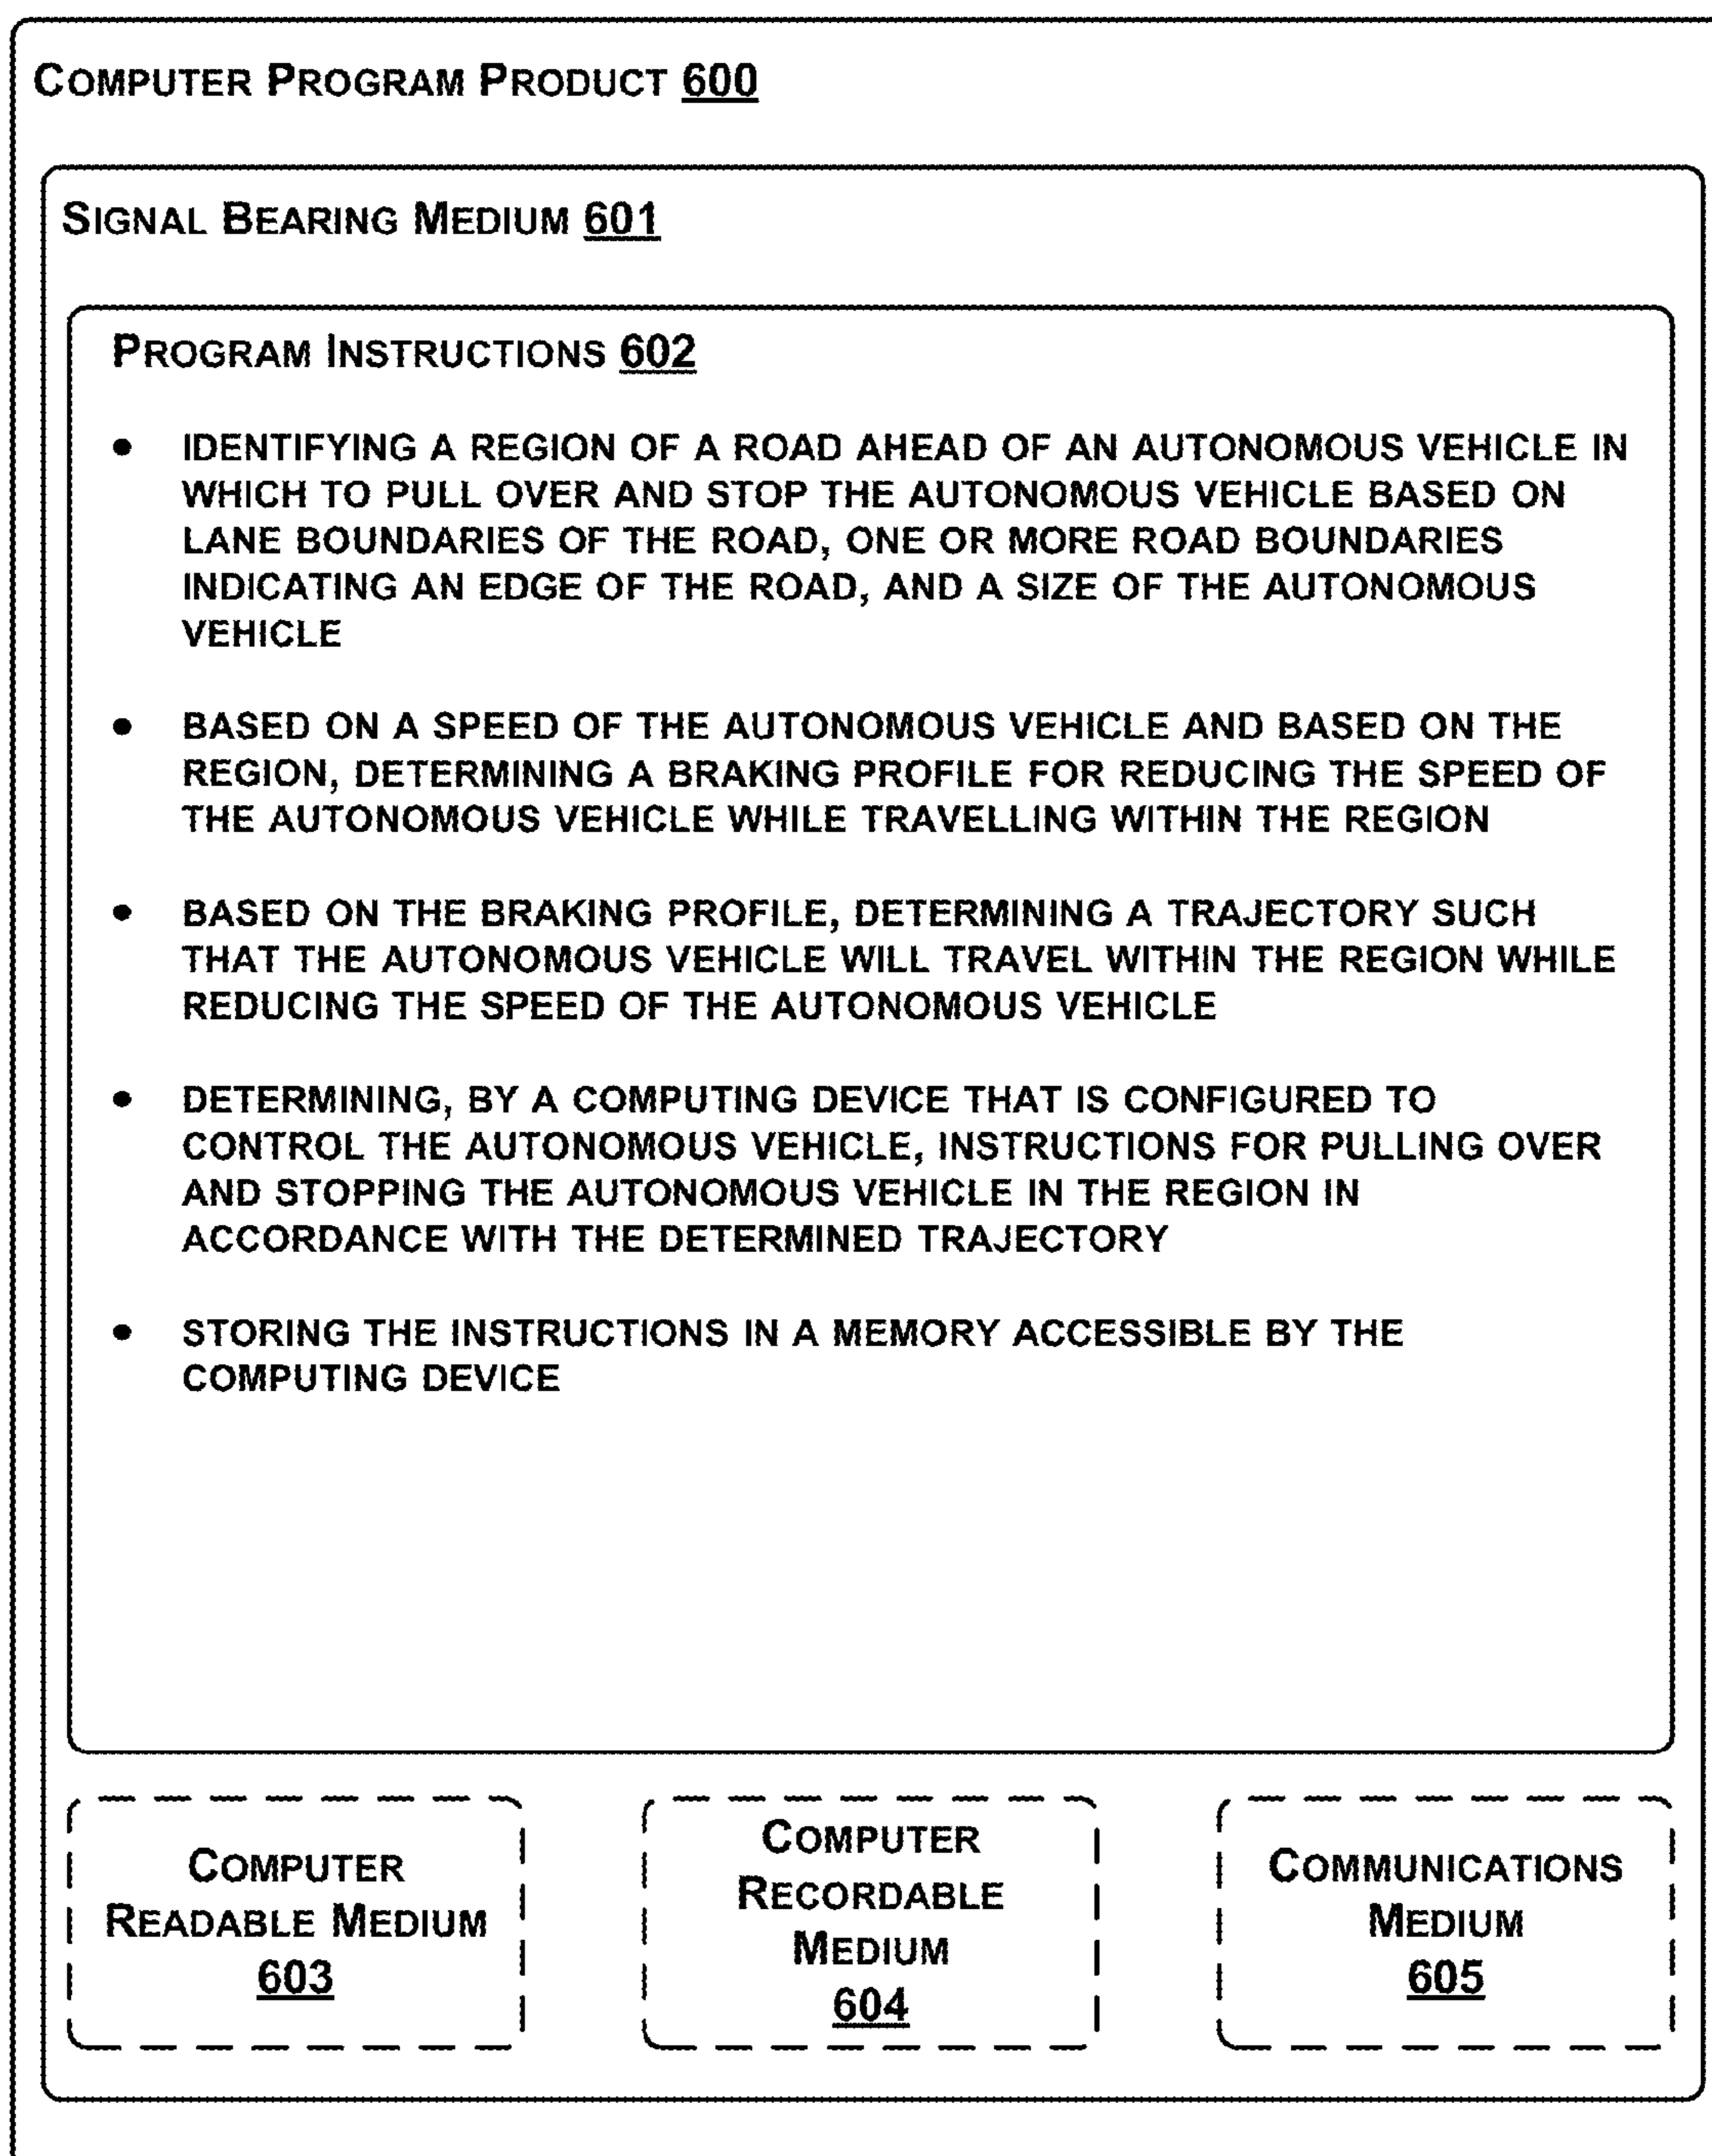 COMPUTER PROGRAM PRODUCT 600
SIGNAL BEARING MEDIUM 601
PROGRAM INSTRUCTIONS 602
• IDENTIFYING A REGION OF A ROAD AHEAD OF AN AUTONOMOUS VEHICLE IN
WHICH TO PULL OVER AND STOP THE AUTONOMOUS VEHICLE BASED ON
LANE BOUNDARIES OF THE ROAD, ONE OR MORE ROAD BOUNDARIES
INDICATING AN EDGE OF THE ROAD, AND A SIZE OF THE AUTONOMOUS
VEHICLE
• BASED ON A SPEED OF THE AUTONOMOUS VEHICLE AND BASED ON THE
REGION, DETERMINING A BRAKING PROFILE FOR REDUCING THE SPEED OF
THE AUTONOMOUS VEHICLE WHILE TRAVELLING WITHIN THE REGION
• BASED ON THE BRAKING PROFILE, DETERMINING A TRAJECTORY SUCH
THAT THE AUTONOMOUS VEHICLE WILL TRAVEL WITHIN THE REGION WHILE
REDUCING THE SPEED OF THE AUTONOMOUS VEHICLE
• DETERMINING, BY A COMPUTING DEVICE THAT IS CONFIGURED TO
CONTROL THE AUTONOMOUS VEHICLE, INSTRUCTIONS FOR PULLING OVER
AND STOPPING THE AUTONOMOUS VEHICLE IN THE REGION IN
ACCORDANCE WITH THE DETERMINED TRAJECTORY
• STORING THE INSTRUCTIONS IN A MEMORY ACCESSIBLE BY THE
COMPUTING DEVICE
COMPUTER
READABLE MEDIUM
603
COMPUTER
RECORDABLE
MEDIUM
604
COMMUNICATIONS
MEDIUM
605